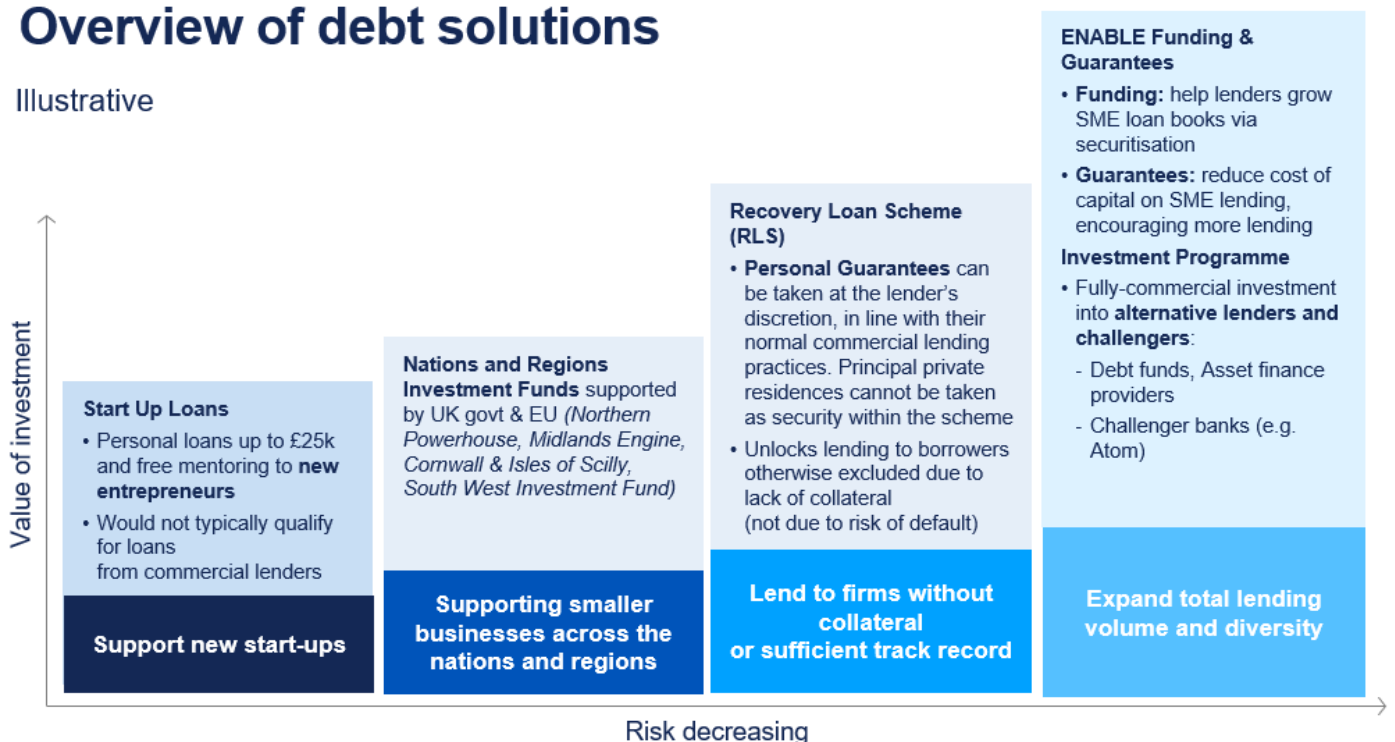 Overview of debt solutions
Illustrative
Value of investment
Start Up Loans
• Personal loans up to £25k
and free mentoring to new
entrepreneurs
• Would not typically qualify
for loans
from commercial lenders
Support new start-ups
Nations and Regions
Investment Funds supported
by UK govt & EU (Northern
Powerhouse, Midlands Engine,
Cornwall & Isles of Scilly,
South West Investment Fund)
Supporting smaller
businesses across the
nations and regions
Recovery Loan Scheme
(RLS)
• Personal Guarantees can
be taken at the lender's
discretion, in line with their
normal commercial lending
practices. Principal private
residences cannot be taken
as security within the scheme
• Unlocks lending to borrowers
otherwise excluded due to
lack of collateral
(not due to risk of default)
Lend to firms without
collateral
or sufficient track record
ENABLE Funding &
Guarantees
• Funding: help lenders grow
SME loan books via
securitisation
• Guarantees: reduce cost of
capital on SME lending,
encouraging more lending
Investment Programme
• Fully-commercial investment
into alternative lenders and
challengers:
- Debt funds, Asset finance
providers
- Challenger banks (e.g.
Atom)
Expand total lending
volume and diversity
Risk decreasing